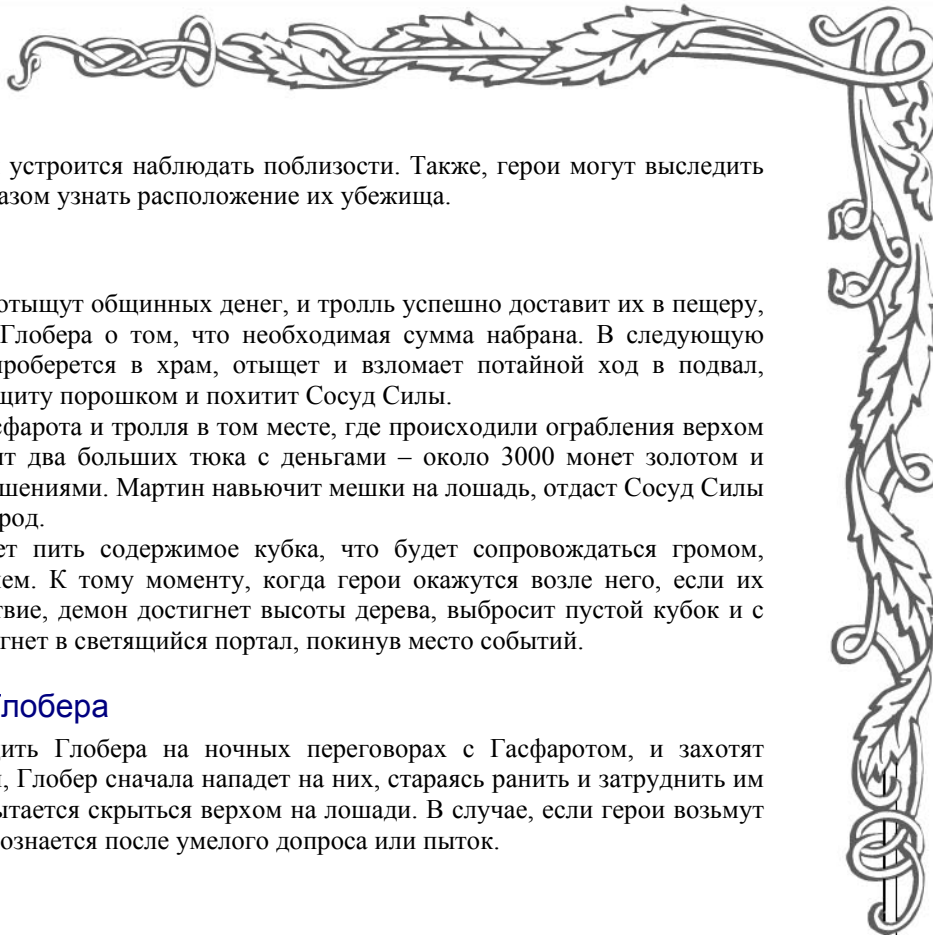 устроится наблюдать поблизости. Также, герои могут выследить
азом узнать расположение их убежища.
отыщут общинных денег, и тролль успешно доставит их в пещеру,
Глобера о том, что необходимая сумма набрана. В следующую
проберется в храм, отыщет и взломает потайной ход в подвал,
щиту порошком и похитит Сосуд Силы.
сфарота и тролля в том месте, где происходили ограбления верхом
ит два больших тюка с деньгами – около 3000 монет золотом и
шениями. Мартин навьючит мешки на лошадь, отдаст Сосуд Силы
род.
ет пить содержимое кубка, что будет сопровождаться громом,
ем. К тому моменту, когда герои окажутся возле него, если их
твие, демон достигнет высоты дерева, выбросит пустой кубок и с
гнет в светящийся портал, покинув место событий.
Глобера
дить Глобера на ночных переговорах с Гасфаротом, и захотят
, Глобер сначала нападет на них, стараясь ранить и затруднить им
ытается скрыться верхом на лошади. В случае, если герои возьмут
ознается после умелого допроса или пыток.